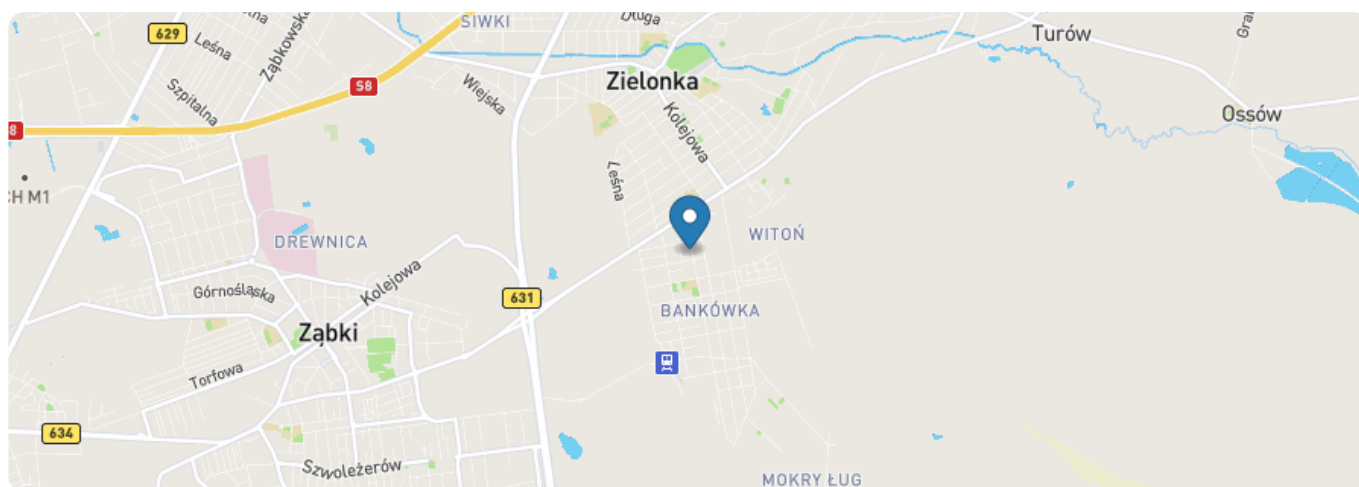 SIWKI
Długa
629
Leśna
Ząbkowska
Turów
Zielonka
S8
Wiejska
Szpitalna
Kolejowa
Ossów
8
Leśna
CH M1
WITOŃ
DREWNICA
Kolejowa
Górnośląska
631
BANKÓWKA
Ząbki
Torfowa
634
Szwoleżerów
MOKRY ŁUG